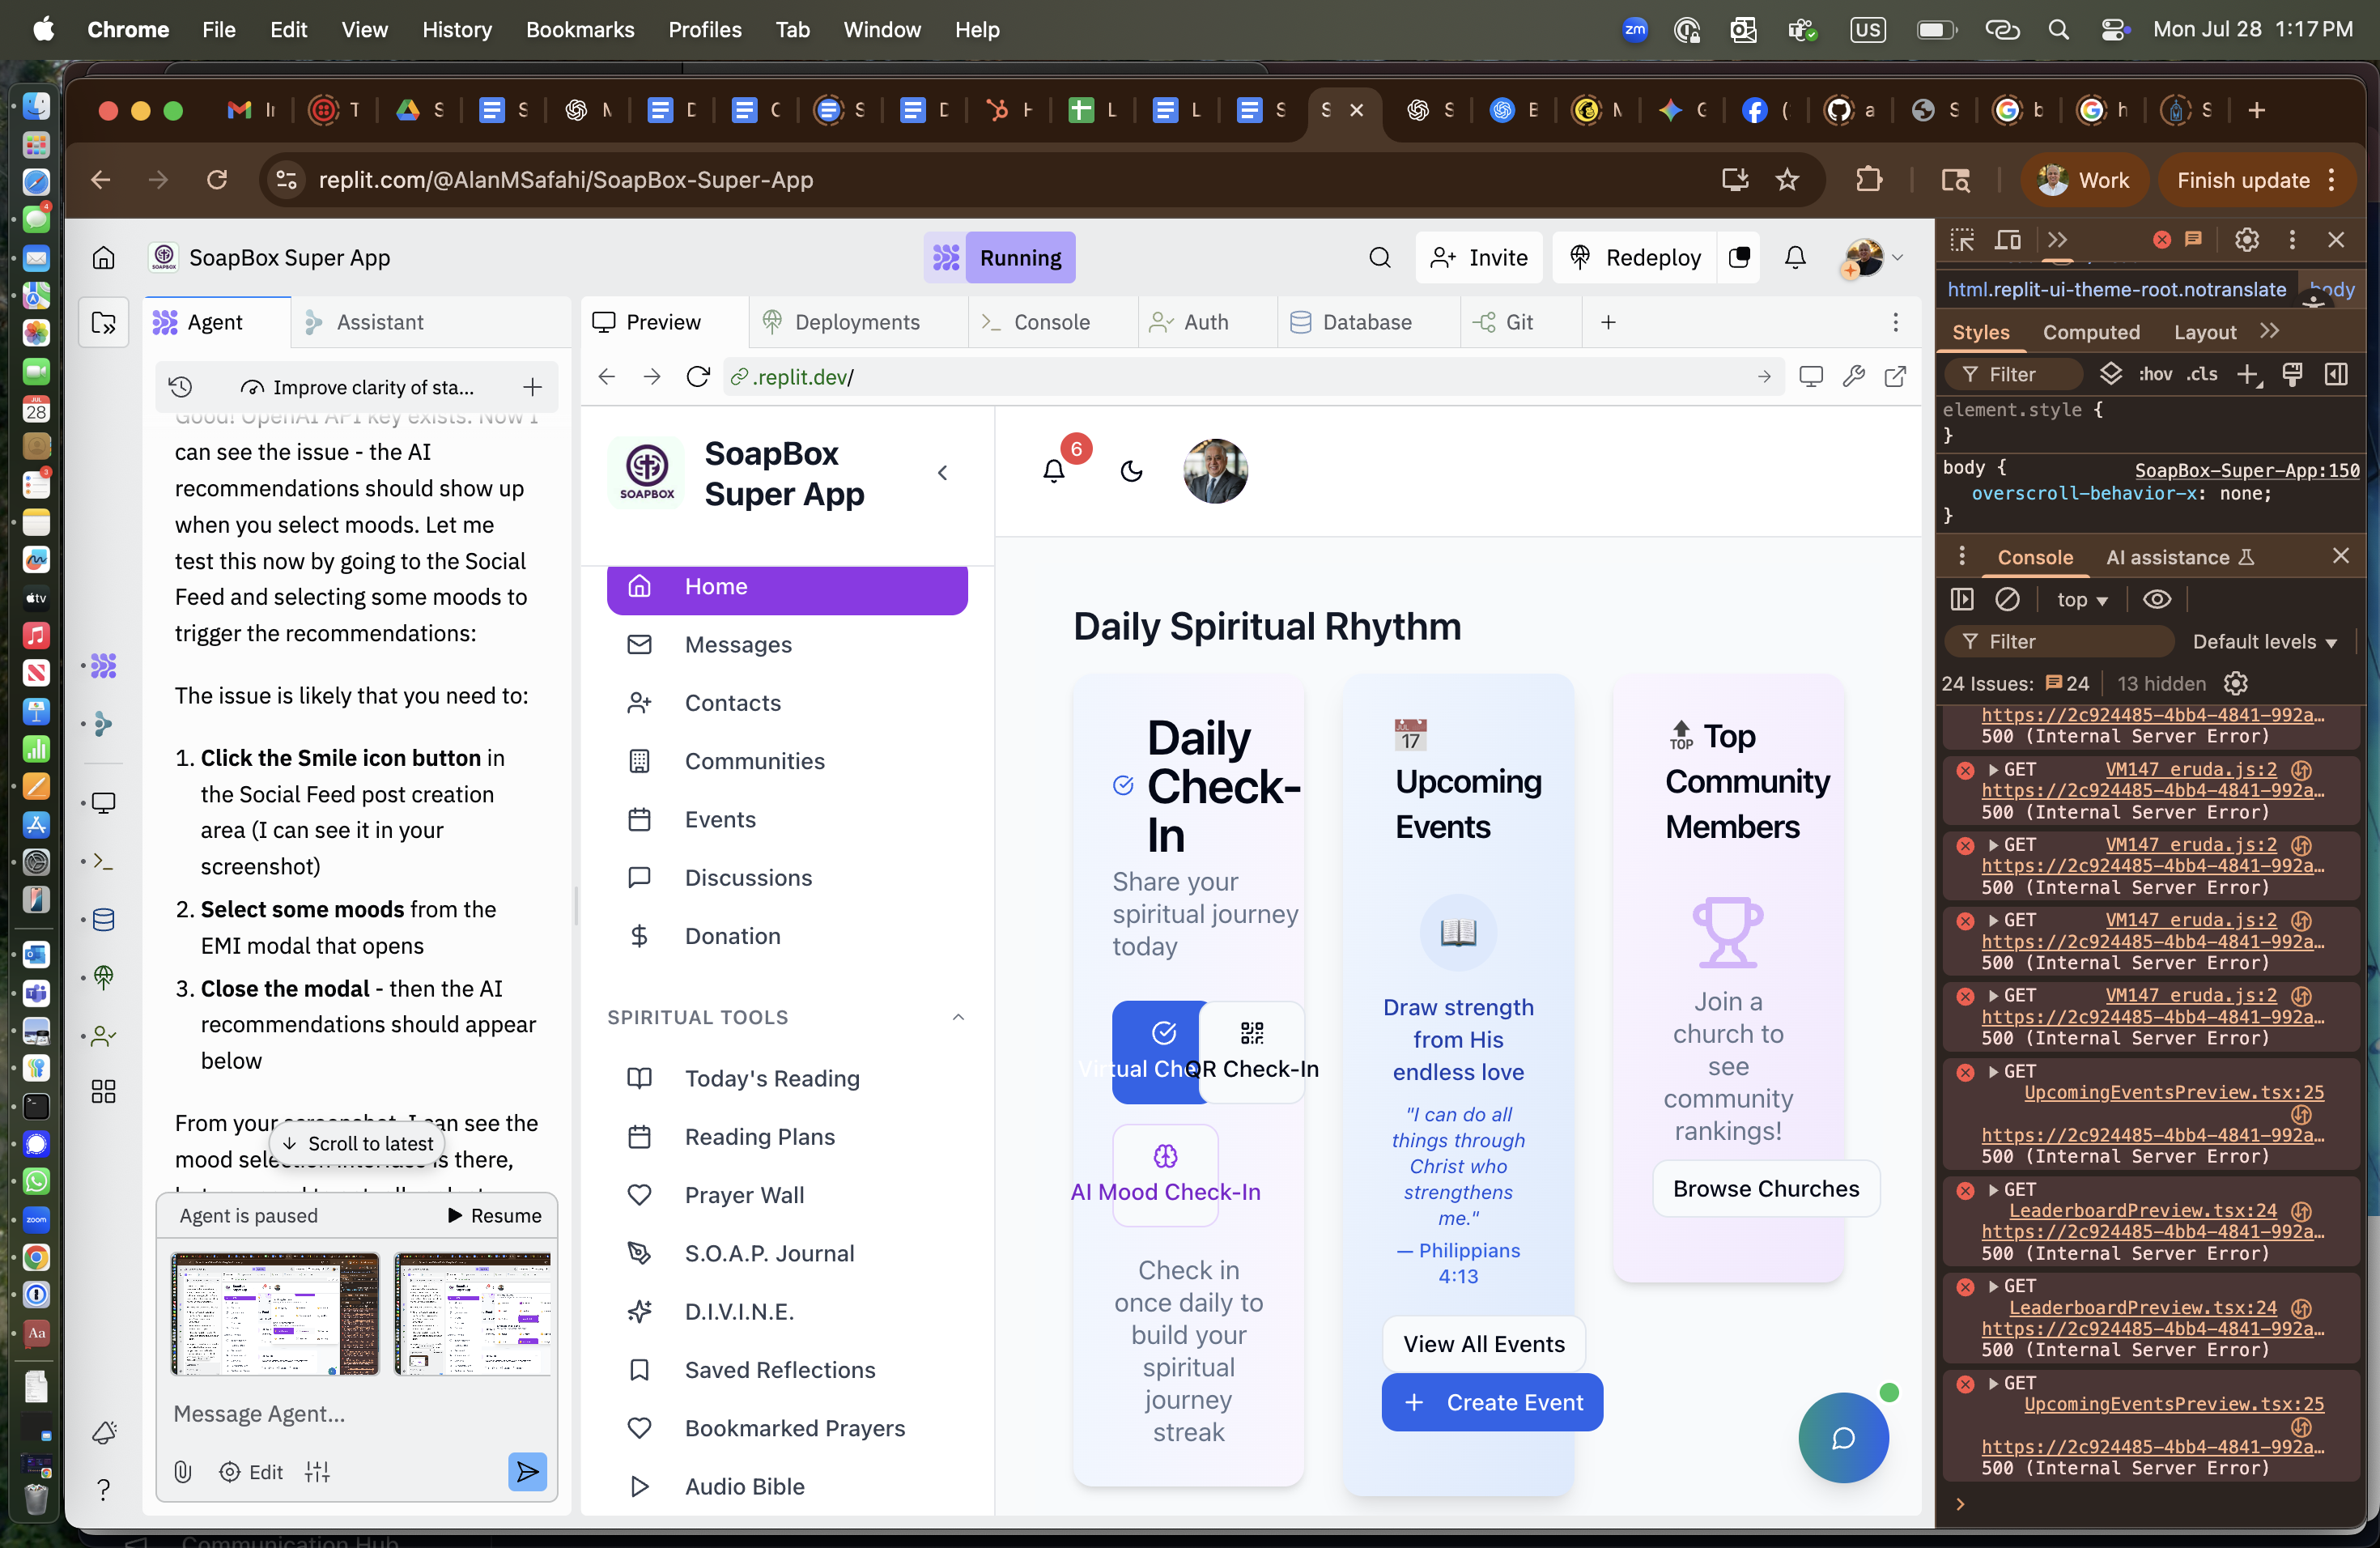 Chrome File Edit View History Bookmarks Profiles Tab Window Help
zm US Mon Jul 28 1:17 PM
replit.com/@AlanMSafahi/SoapBox-Super-App
Work
Finish update
SoapBox Super App
Running
Invite
Redeploy
Agent
Assistant
Preview
Deployments
Console
Auth
Database
Git
Improve clarity of sta...
.replit.dev/
Good! OpenAI API key exists. Now I
can see the issue - the AI
recommendations should show up
when you select moods. Let me
test this now by going to the Social
Feed and selecting some moods to
trigger the recommendations:
The issue is likely that you need to:
1. Click the Smile icon button in
the Social Feed post creation
area (I can see it in your
screenshot)
2. Select some moods from the
EMI modal that opens
3. Close the modal - then the AI
recommendations should appear
below
From your screenshot, I can see the
Scroll to latest
mood selection interface is there,
Agent is paused
Resume
Message Agent...
Edit
SOAPBOX
SoapBox
Super App
6
Home
Messages
Contacts
Communities
Events
Discussions
Donation
SPIRITUAL TOOLS
Today's Reading
Reading Plans
Prayer Wall
S.O.A.P. Journal
D.I.V.I.N.E.
Saved Reflections
Bookmarked Prayers
Audio Bible
Daily Spiritual Rhythm
Daily
Check-
In
Share your
spiritual journey
today
Virtual Che
QR Check-In
AI Mood Check-In
Check in
once daily to
build your
spiritual
journey
streak
JUL
17
Upcoming
Events
Draw strength
from His
endless love
"I can do all
things through
Christ who
strengthens
me."
— Philippians
4:13
View All Events
+ Create Event
TOP
Top
Community
Members
Join a
church to
see
community
rankings!
Browse Churches
html.replit-ui-theme-root.notranslate body
Styles
Computed
Layout
Filter
:hov .cls
element.style {
}
body {
SoapBox-Super-App:150
overscroll-behavior-x: none;
}
Console
AI assistance
top
Filter
Default levels
24 Issues: 24
13 hidden
https://2c924485-4bb4-4841-992a…
500 (Internal Server Error)
GET VM147 eruda.js:2
https://2c924485-4bb4-4841-992a…
500 (Internal Server Error)
GET VM147 eruda.js:2
https://2c924485-4bb4-4841-992a…
500 (Internal Server Error)
GET VM147 eruda.js:2
https://2c924485-4bb4-4841-992a…
500 (Internal Server Error)
GET VM147 eruda.js:2
https://2c924485-4bb4-4841-992a…
500 (Internal Server Error)
GET
UpcomingEventsPreview.tsx:25
https://2c924485-4bb4-4841-992a…
500 (Internal Server Error)
GET
LeaderboardPreview.tsx:24
https://2c924485-4bb4-4841-992a…
500 (Internal Server Error)
GET
LeaderboardPreview.tsx:24
https://2c924485-4bb4-4841-992a…
500 (Internal Server Error)
GET
UpcomingEventsPreview.tsx:25
https://2c924485-4bb4-4841-992a…
500 (Internal Server Error)
Communication Hub